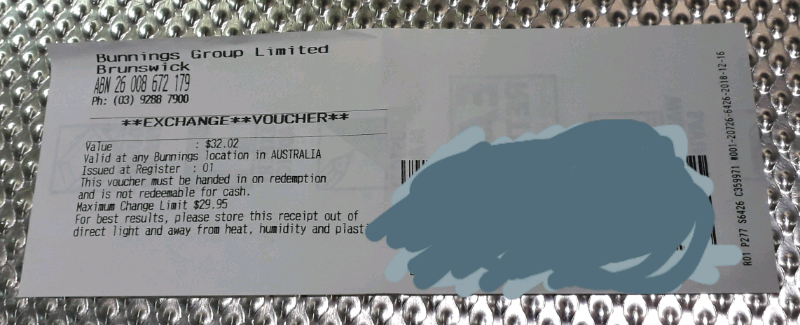 Bunnings Group Limited
Brunswick
ABN 26 008 672 179
Ph: (03) 9288 7900
**EXCHANGE**VOUCHER**
Value : $32.02
Valid at any Bunnings location in AUSTRALIA
Issued at Register : 01
This voucher must be handed in on redemption
and is not redeemable for cash.
Maximum Change Limit $29.95
For best results, please store this receipt out of
direct light and away from heat, humidity and plasti
R01 P277 S6426 C359971 #001-20726-6426-2018-12-16